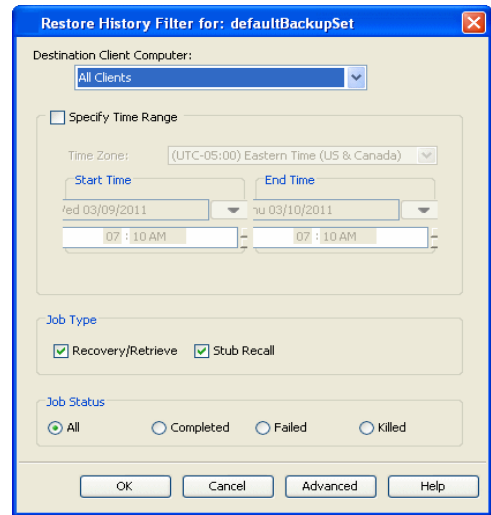 Restore History Filter for: defaultBackupSet
Destination Client Computer:
All Clients
Specify Time Range
Time Zone: (UTC-05:00) Eastern Time (US & Canada)
Start Time End Time
03/09/2011 03/10/2011
07 : 10 AM 07 : 10 AM
Job Type
Recovery/Retrieve Stub Recall
Job Status
All Completed Failed Killed
OK Cancel Advanced Help